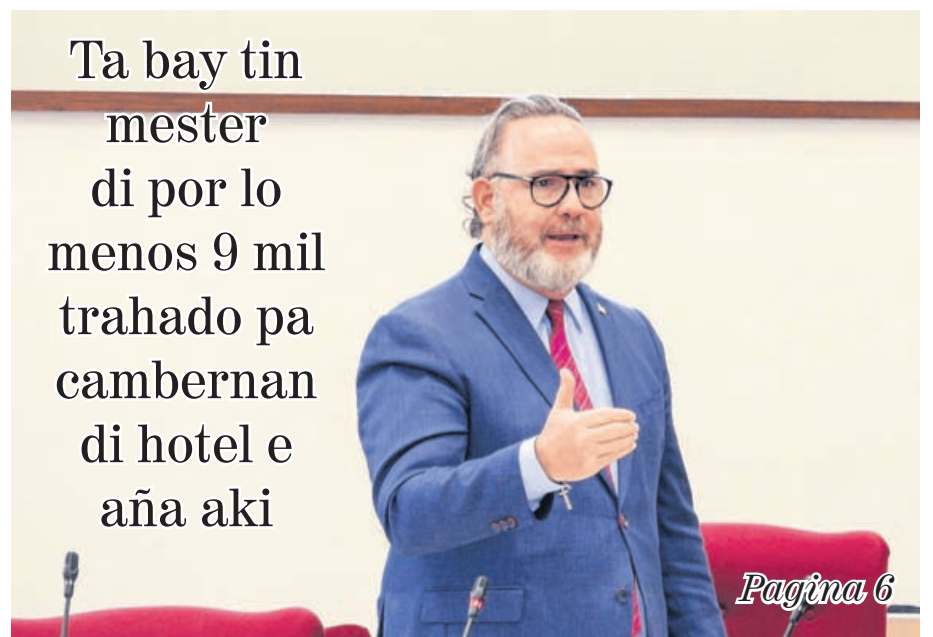 Ta bay tin
mester
di por lo
menos 9 mil
trahado pa
cambernan
di hotel e
aña aki
Pagina 6